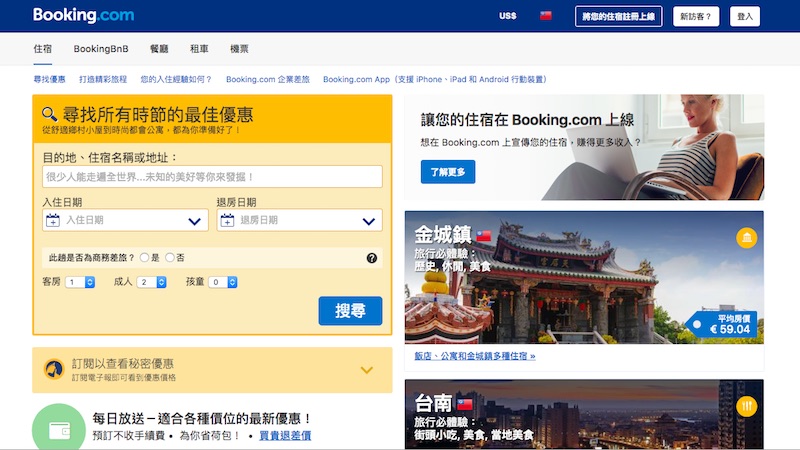 Booking.com
US$
將您的住宿註冊上線
新訪客？
登入
住宿
BookingBnB
餐廳
租車
機票
尋找優惠
打造精彩旅程
您的入住經驗如何？
Booking.com 企業差旅
Booking.com App（支援 iPhone、iPad 和 Android 行動裝置）
尋找所有時節的最佳優惠
從舒適鄉村小屋到時尚都會公寓，都為你準備好了！
目的地、住宿名稱或地址：
很少人能走遍全世界...未知的美好等你來發掘！
入住日期
退房日期
入住日期
退房日期
此趟是否為商務差旅？ 是 否
?
客房 1 成人 2 孩童 0
搜尋
訂閱以查看秘密優惠
訂閱電子報即可看到優惠價格
每日放送－適合各種價位的最新優惠！
預訂不收手續費 • 為你省荷包！ • 買貴退差價
讓您的住宿在 Booking.com 上線
想在 Booking.com 上宣傳您的住宿，賺得更多收入？
了解更多
金城鎮
旅行必體驗：
歷史, 休閒, 美食
平均房價
€ 59.04
飯店、公寓和金城鎮多種住宿 »
台南
旅行必體驗：
街頭小吃, 美食, 當地美食